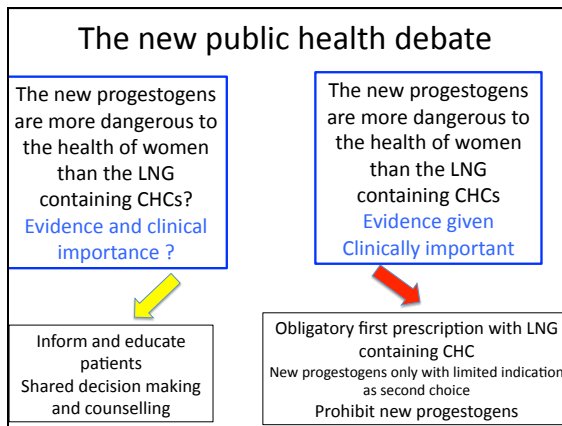 The new public health debate
The new progestogens
are more dangerous to
the health of women
than the LNG
containing CHCs?
Evidence and clinical
importance ?
The new progestogens
are more dangerous to
the health of women
than the LNG
containing CHCs
Evidence given
Clinically important
Inform and educate
patients
Shared decision making
and counselling
Obligatory first prescription with LNG
containing CHC
New progestogens only with limited indication
as second choice
Prohibit new progestogens